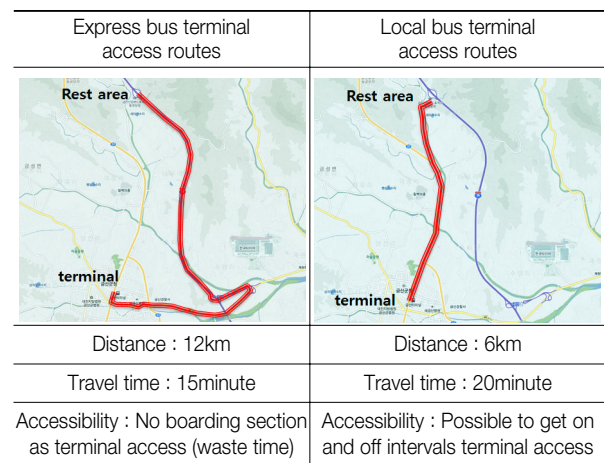 Express bus terminal
access routes
Local bus terminal
access routes
Rest area
terminal
Rest area
terminal
Distance : 12km
Distance : 6km
Travel time : 15minute
Travel time : 20minute
Accessibility : No boarding section
as terminal access (waste time)
Accessibility : Possible to get on
and off intervals terminal access